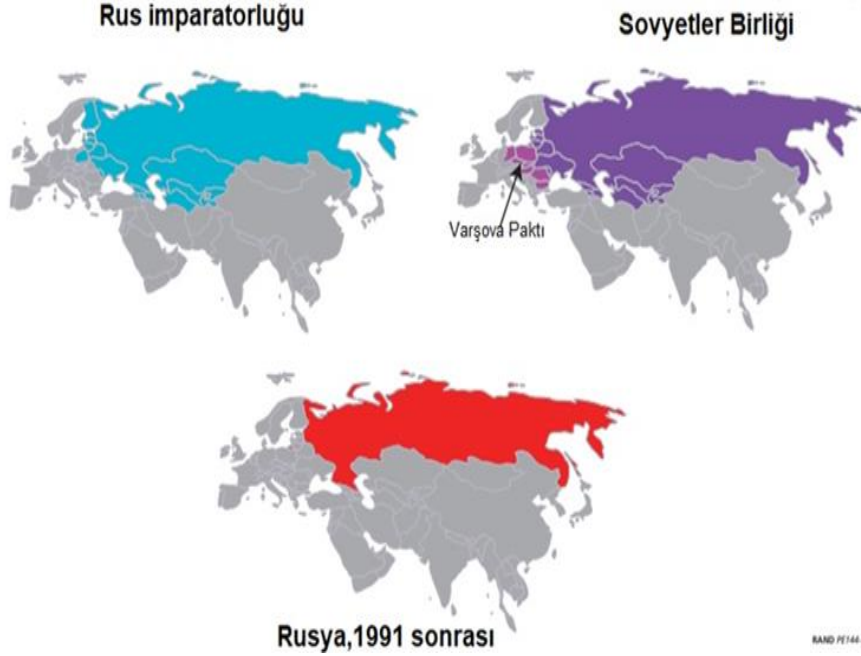 Rus imparatorluğu
Sovyetler Birliği
Varşova Paktı
Rusya,1991 sonrası
RAND PE144